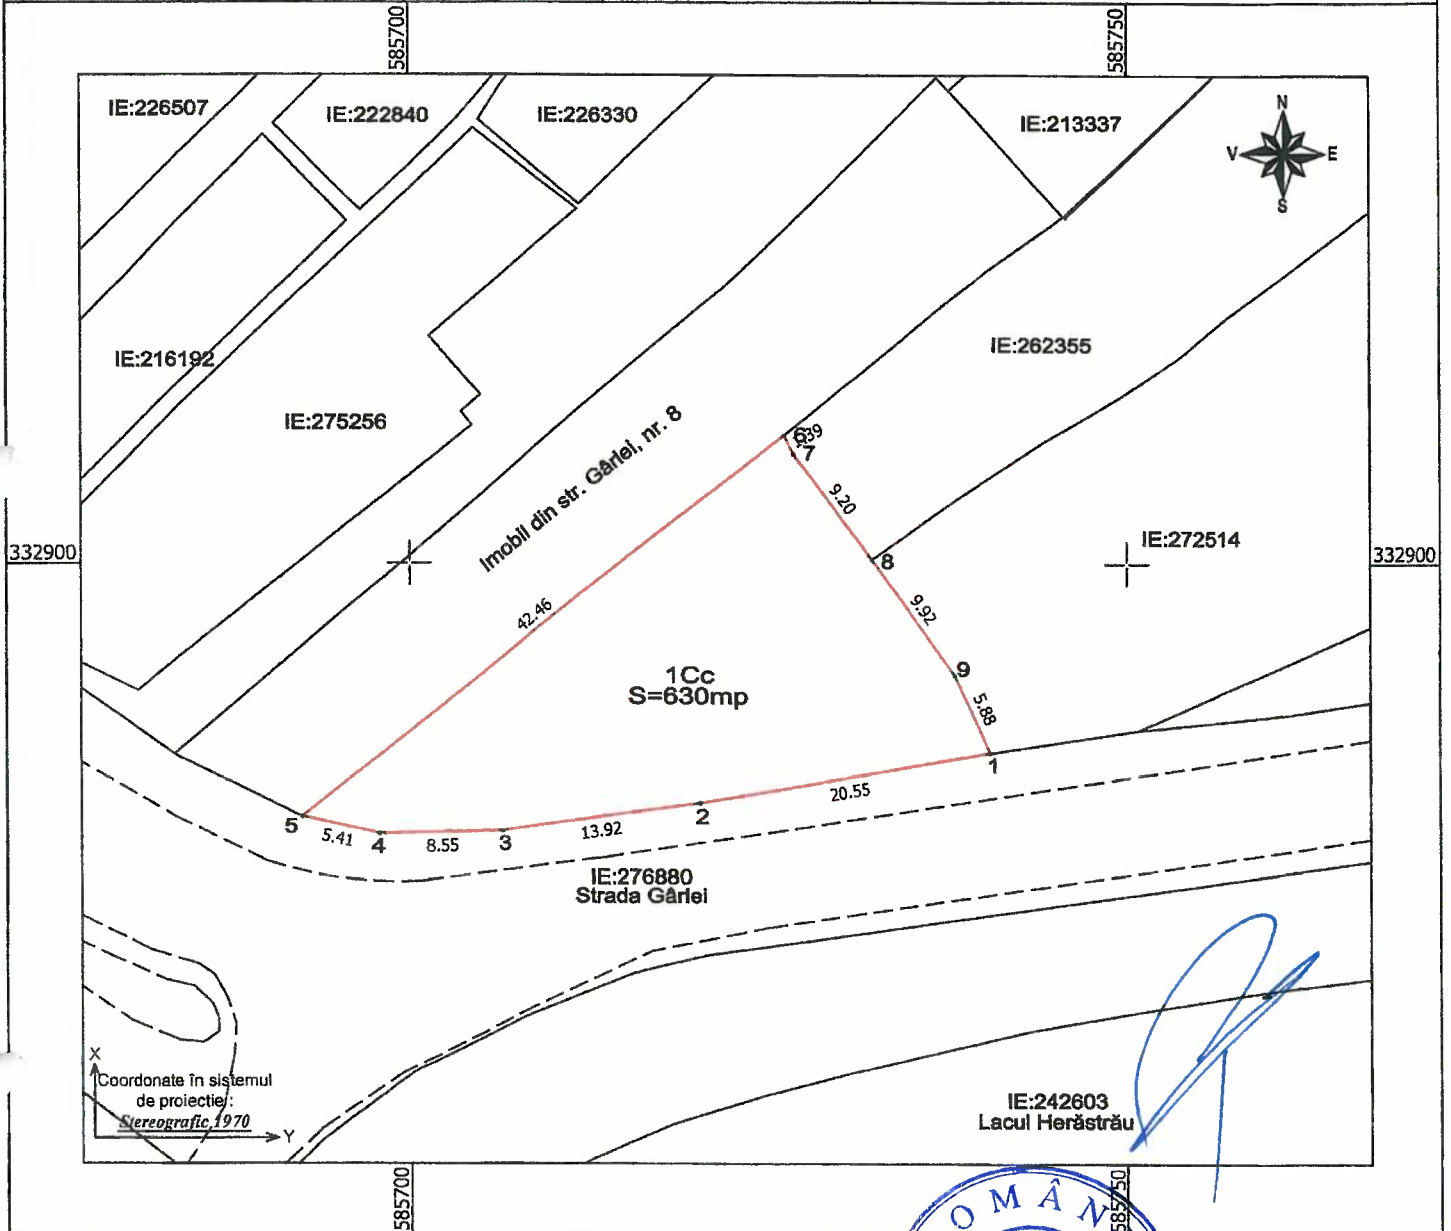 585700
585750
IE:226507
IE:222840
IE:226330
IE:213337
N
V
E
S
IE:216192
IE:275256
IE:262355
Imobil din str. Gârlei, nr. 8
6
7
9.20
332900
8
IE:272514
332900
42.46
9.92
9
1Cc
S=630mp
5.88
1
20.55
2
5
5.41
4
8.55
3
13.92
IE:276880
Strada Gârlei
X
Coordonate în sistemul
de proiecție:
Stereografic 1970
Y
IE:242603
Lacul Herăstrău
585700
585750
OMÂN